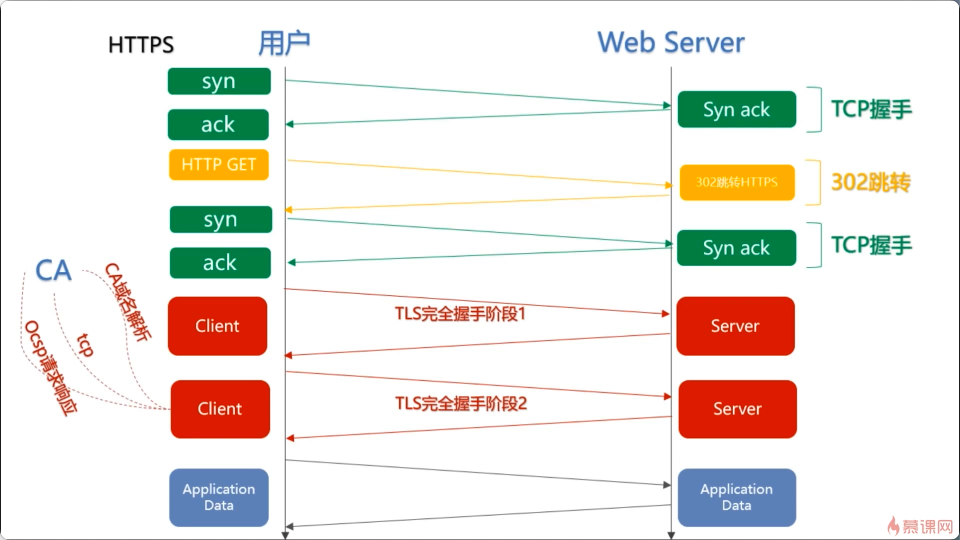 HTTPS
用户
Web Server
syn
Syn ack
TCP握手
ack
HTTP GET
302跳转HTTPS
302跳转
syn
Syn ack
TCP握手
ack
CA
CA域名解析
tcp
Ocsp请求响应
Client
TLS完全握手阶段1
Server
Client
TLS完全握手阶段2
Server
Application
Data
Application
Data
慕课网